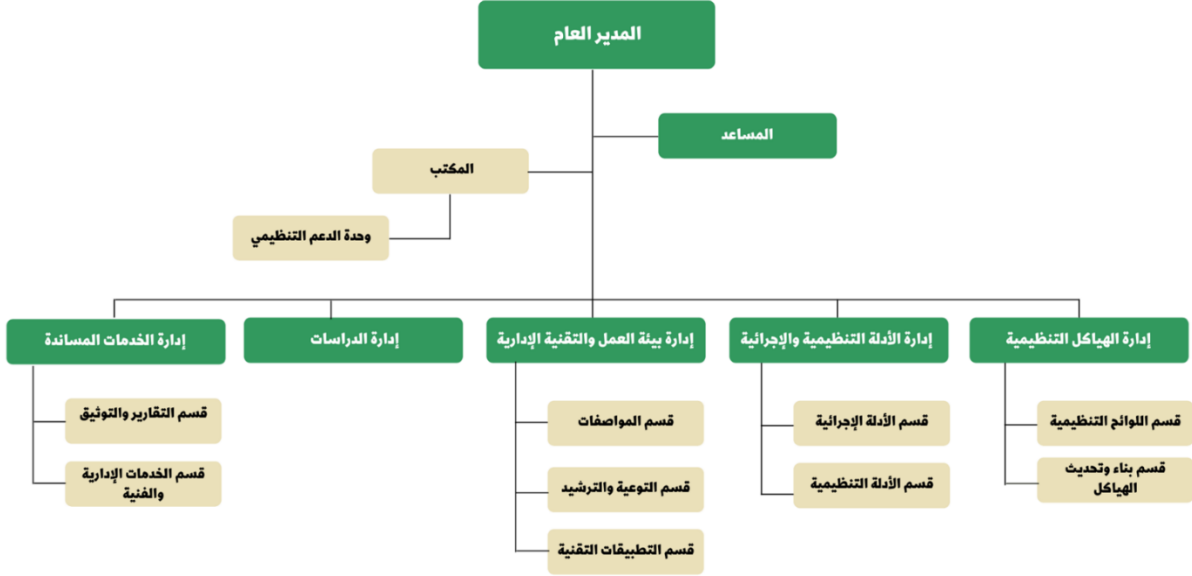 المدير العام
المساعد
المكتب
وحدة الدعم التنظيمي
إدارة الهياكل التنظيمية
إدارة الأدلة التنظيمية والإجرائية
إدارة بيئة العمل والتقنية الإدارية
إدارة الدراسات
إدارة الخدمات المساندة
قسم اللوائح التنظيمية
قسم بناء وتحديث
الهياكل
قسم الأدلة الإجرائية
قسم الأدلة التنظيمية
قسم المواصفات
قسم التوعية والترشيد
قسم التطبيقات التقنية
قسم التقارير والتوثيق
قسم الخدمات الإدارية
والفنية